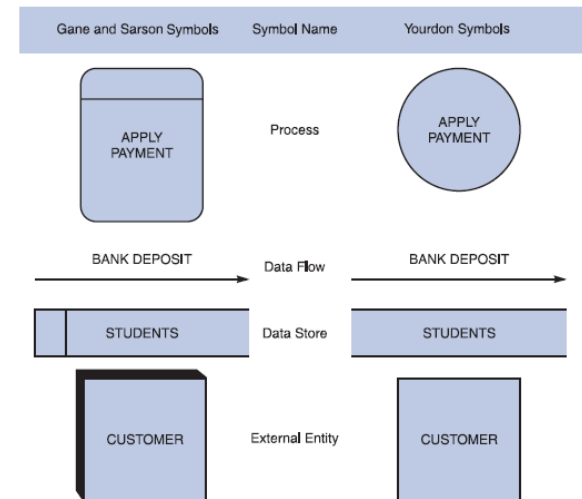 Gane and Sarson Symbols Symbol Name Yourdon Symbols
APPLY
PAYMENT
Process
APPLY
PAYMENT
BANK DEPOSIT Data Flow BANK DEPOSIT
STUDENTS Data Store STUDENTS
CUSTOMER External Entity CUSTOMER